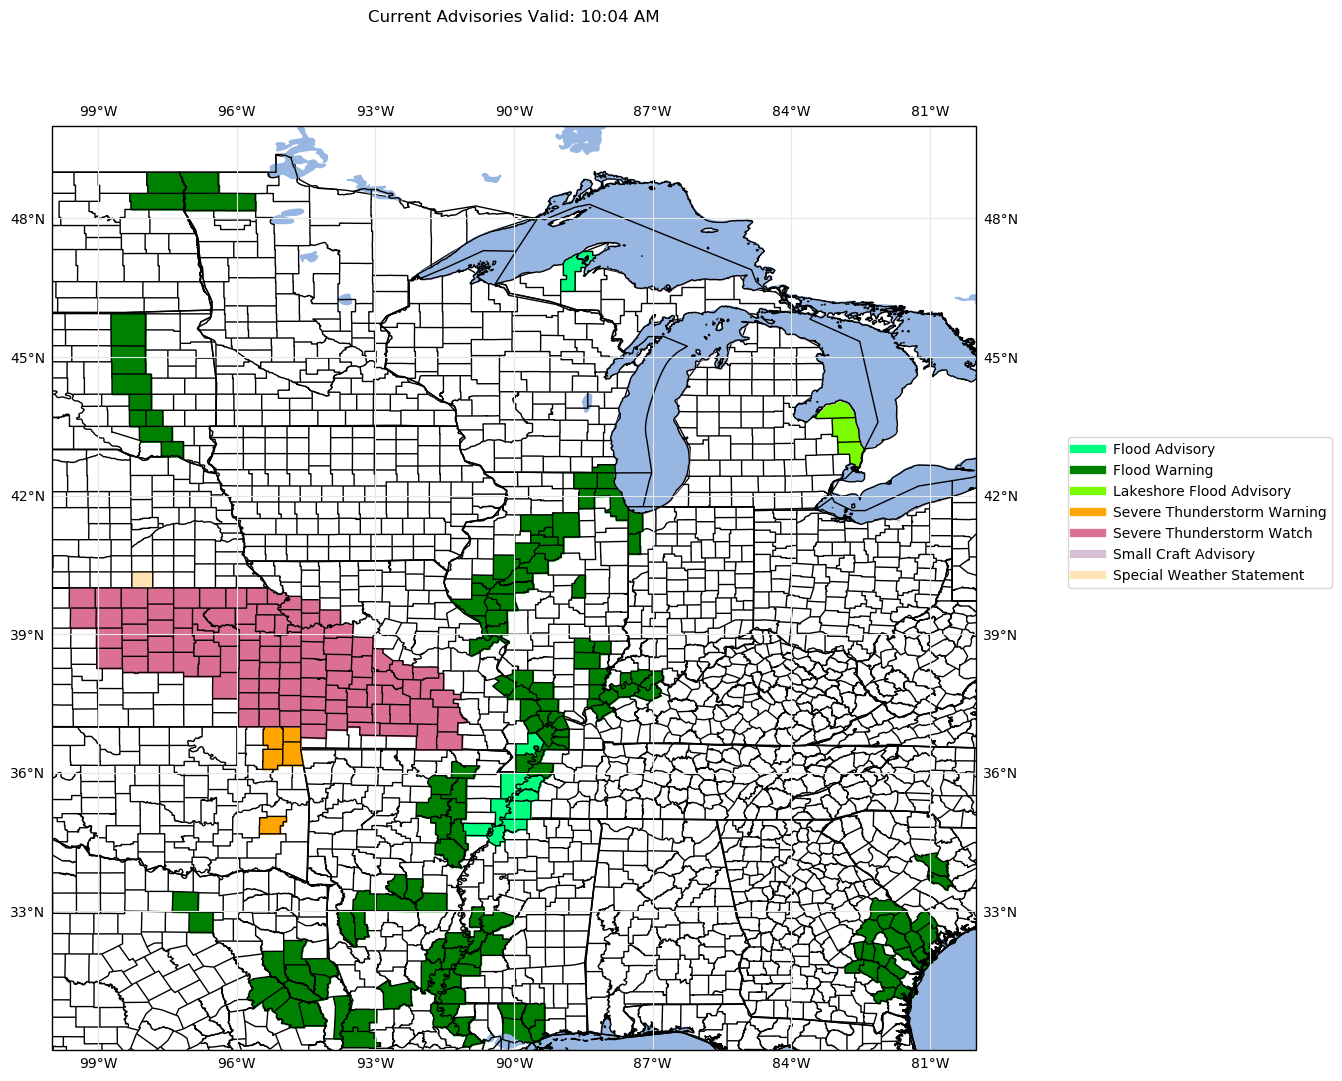 Current Advisories Valid: 10:04 AM
99°W 96°W 93°W 90°W 87°W 84°W 81°W
48°N 48°N
45°N 45°N
42°N 42°N
39°N 39°N
36°N 36°N
33°N 33°N
99°W 96°W 93°W 90°W 87°W 84°W 81°W
Flood Advisory
Flood Warning
Lakeshore Flood Advisory
Severe Thunderstorm Warning
Severe Thunderstorm Watch
Small Craft Advisory
Special Weather Statement